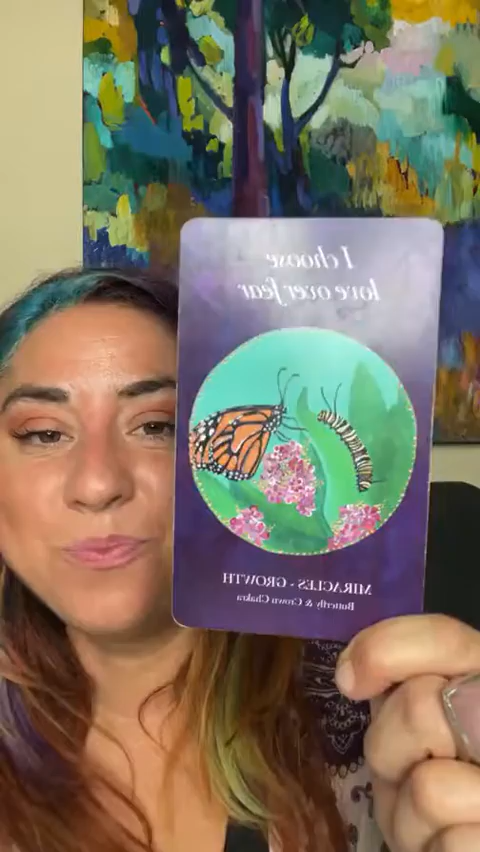 I choose
love over fear
MIRACLES - GROWTH
Butterfly & Crown Chakra